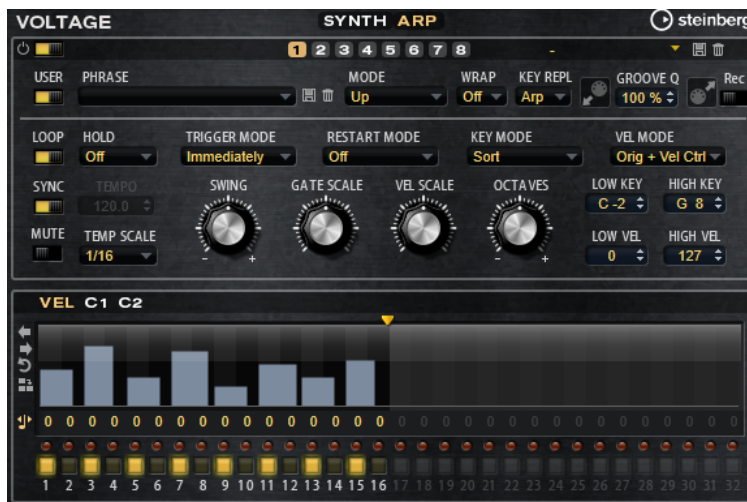 VOLTAGE SYNTH ARP steinberg
1 2 3 4 5 6 7 8 -
USER PHRASE MODE WRAP KEY REPL GROOVE Q Rec
Up Off Arp 100 %
LOOP HOLD TRIGGER MODE RESTART MODE KEY MODE VEL MODE
Off Immediately Off Sort Orig + Vel Ctrl
SYNC TEMPO SWING GATE SCALE VEL SCALE OCTAVES LOW KEY HIGH KEY
120.0 C -2 G 8
MUTE TEMP SCALE - + - + LOW VEL HIGH VEL
1/16 0 127
VEL C1 C2
0 0 0 0 0 0 0 0 0 0 0 0 0 0 0 0 0 0 0 0 0 0 0 0 0 0 0 0 0 0 0 0
1 2 3 4 5 6 7 8 9 10 11 12 13 14 15 16 17 18 19 20 21 22 23 24 25 26 27 28 29 30 31 32